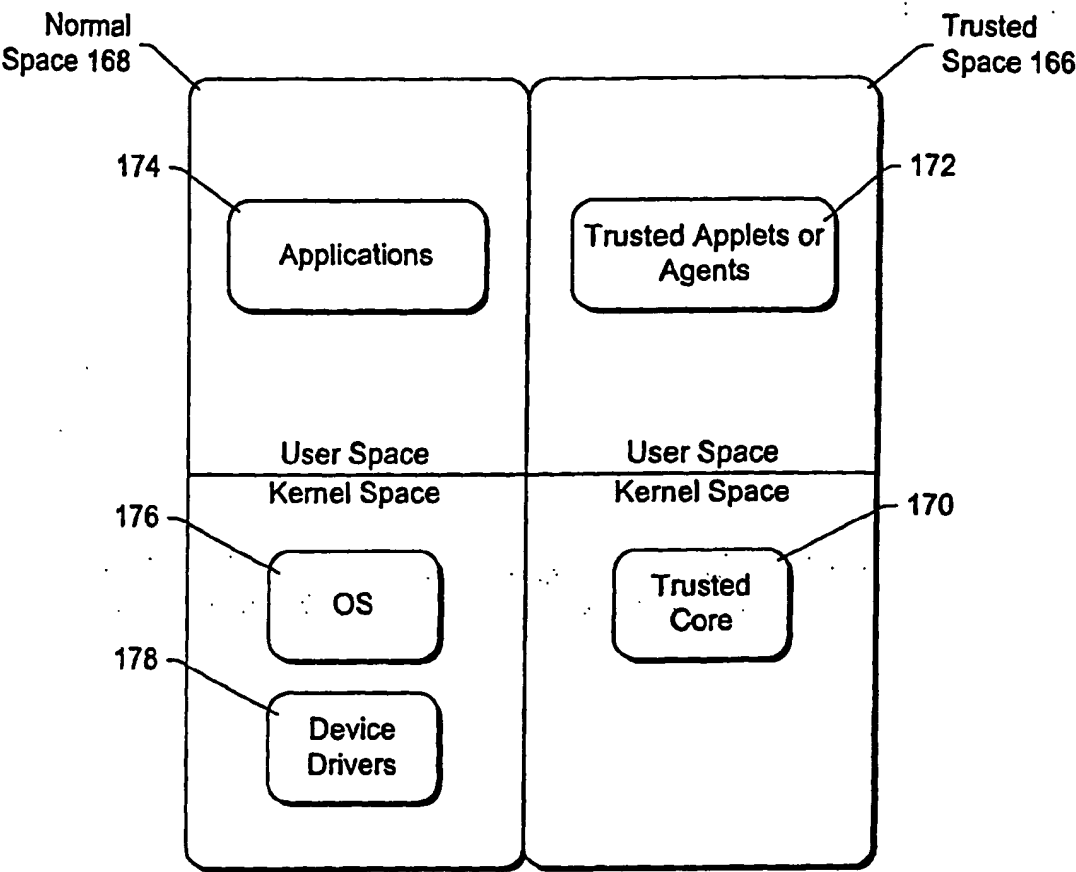 Normal
Space 168
Trusted
Space 166
174
172
Applications
Trusted Applets or
Agents
User Space
User Space
Kernel Space
Kernel Space
176
170
OS
Trusted
Core
178
Device
Drivers